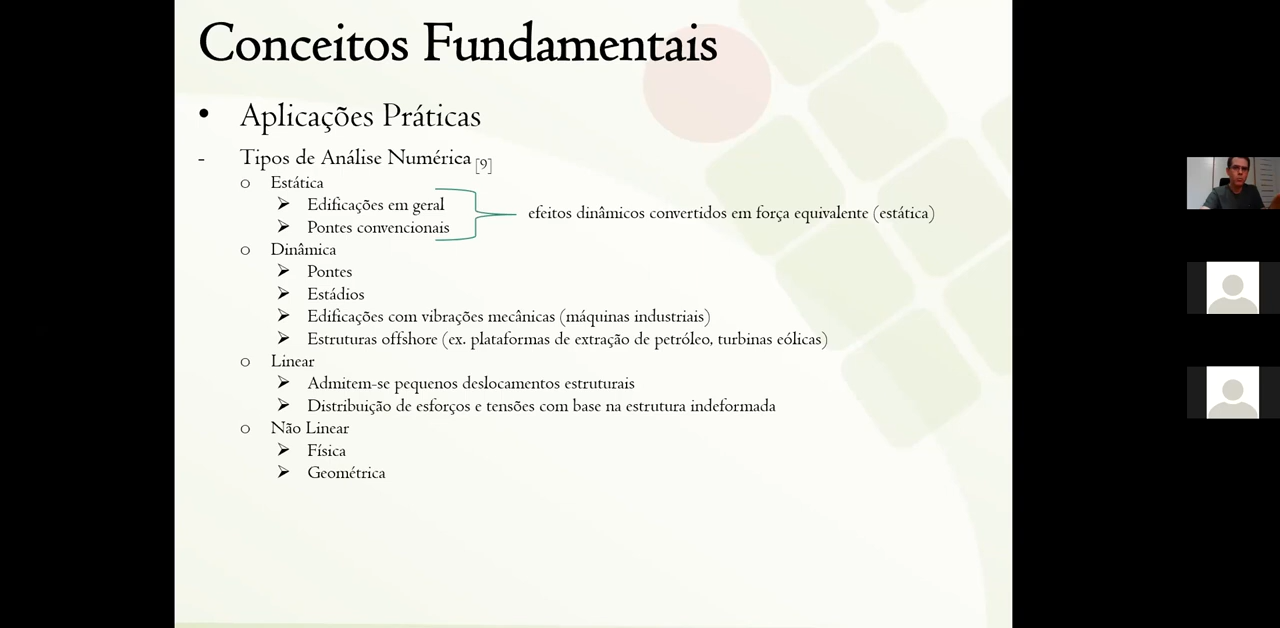 Conceitos Fundamentais
• Aplicações Práticas
- Tipos de Análise Numérica [9]
o Estática
➢ Edificações em geral
➢ Pontes convencionais
efeitos dinâmicos convertidos em força equivalente (estática)
o Dinâmica
➢ Pontes
➢ Estádios
➢ Edificações com vibrações mecânicas (máquinas industriais)
➢ Estruturas offshore (ex. plataformas de extração de petróleo, turbinas eólicas)
o Linear
➢ Admitem-se pequenos deslocamentos estruturais
➢ Distribuição de esforços e tensões com base na estrutura indeformada
o Não Linear
➢ Física
➢ Geométrica